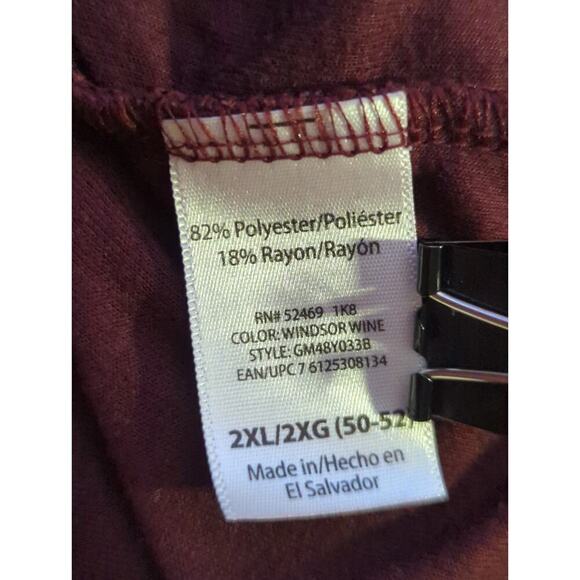 82% Polyester/Poliéster
18% Rayon/Rayón
RN# 52469 1K8
COLOR: WINDSOR WINE
STYLE: GM48Y033B
EAN/UPC 7 6125308134
2XL/2XG (50-52)
Made in/Hecho en
El Salvador